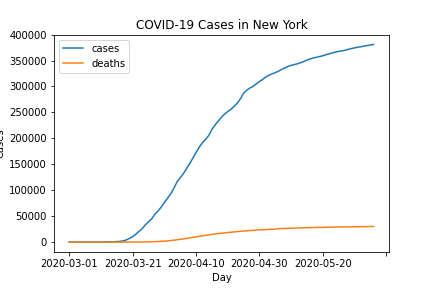 COVID-19 Cases in New York
400000
350000
300000
250000
200000
150000
100000
50000
0
cases
deaths
cases
2020-03-01 2020-03-21 2020-04-10 2020-04-30 2020-05-20
Day